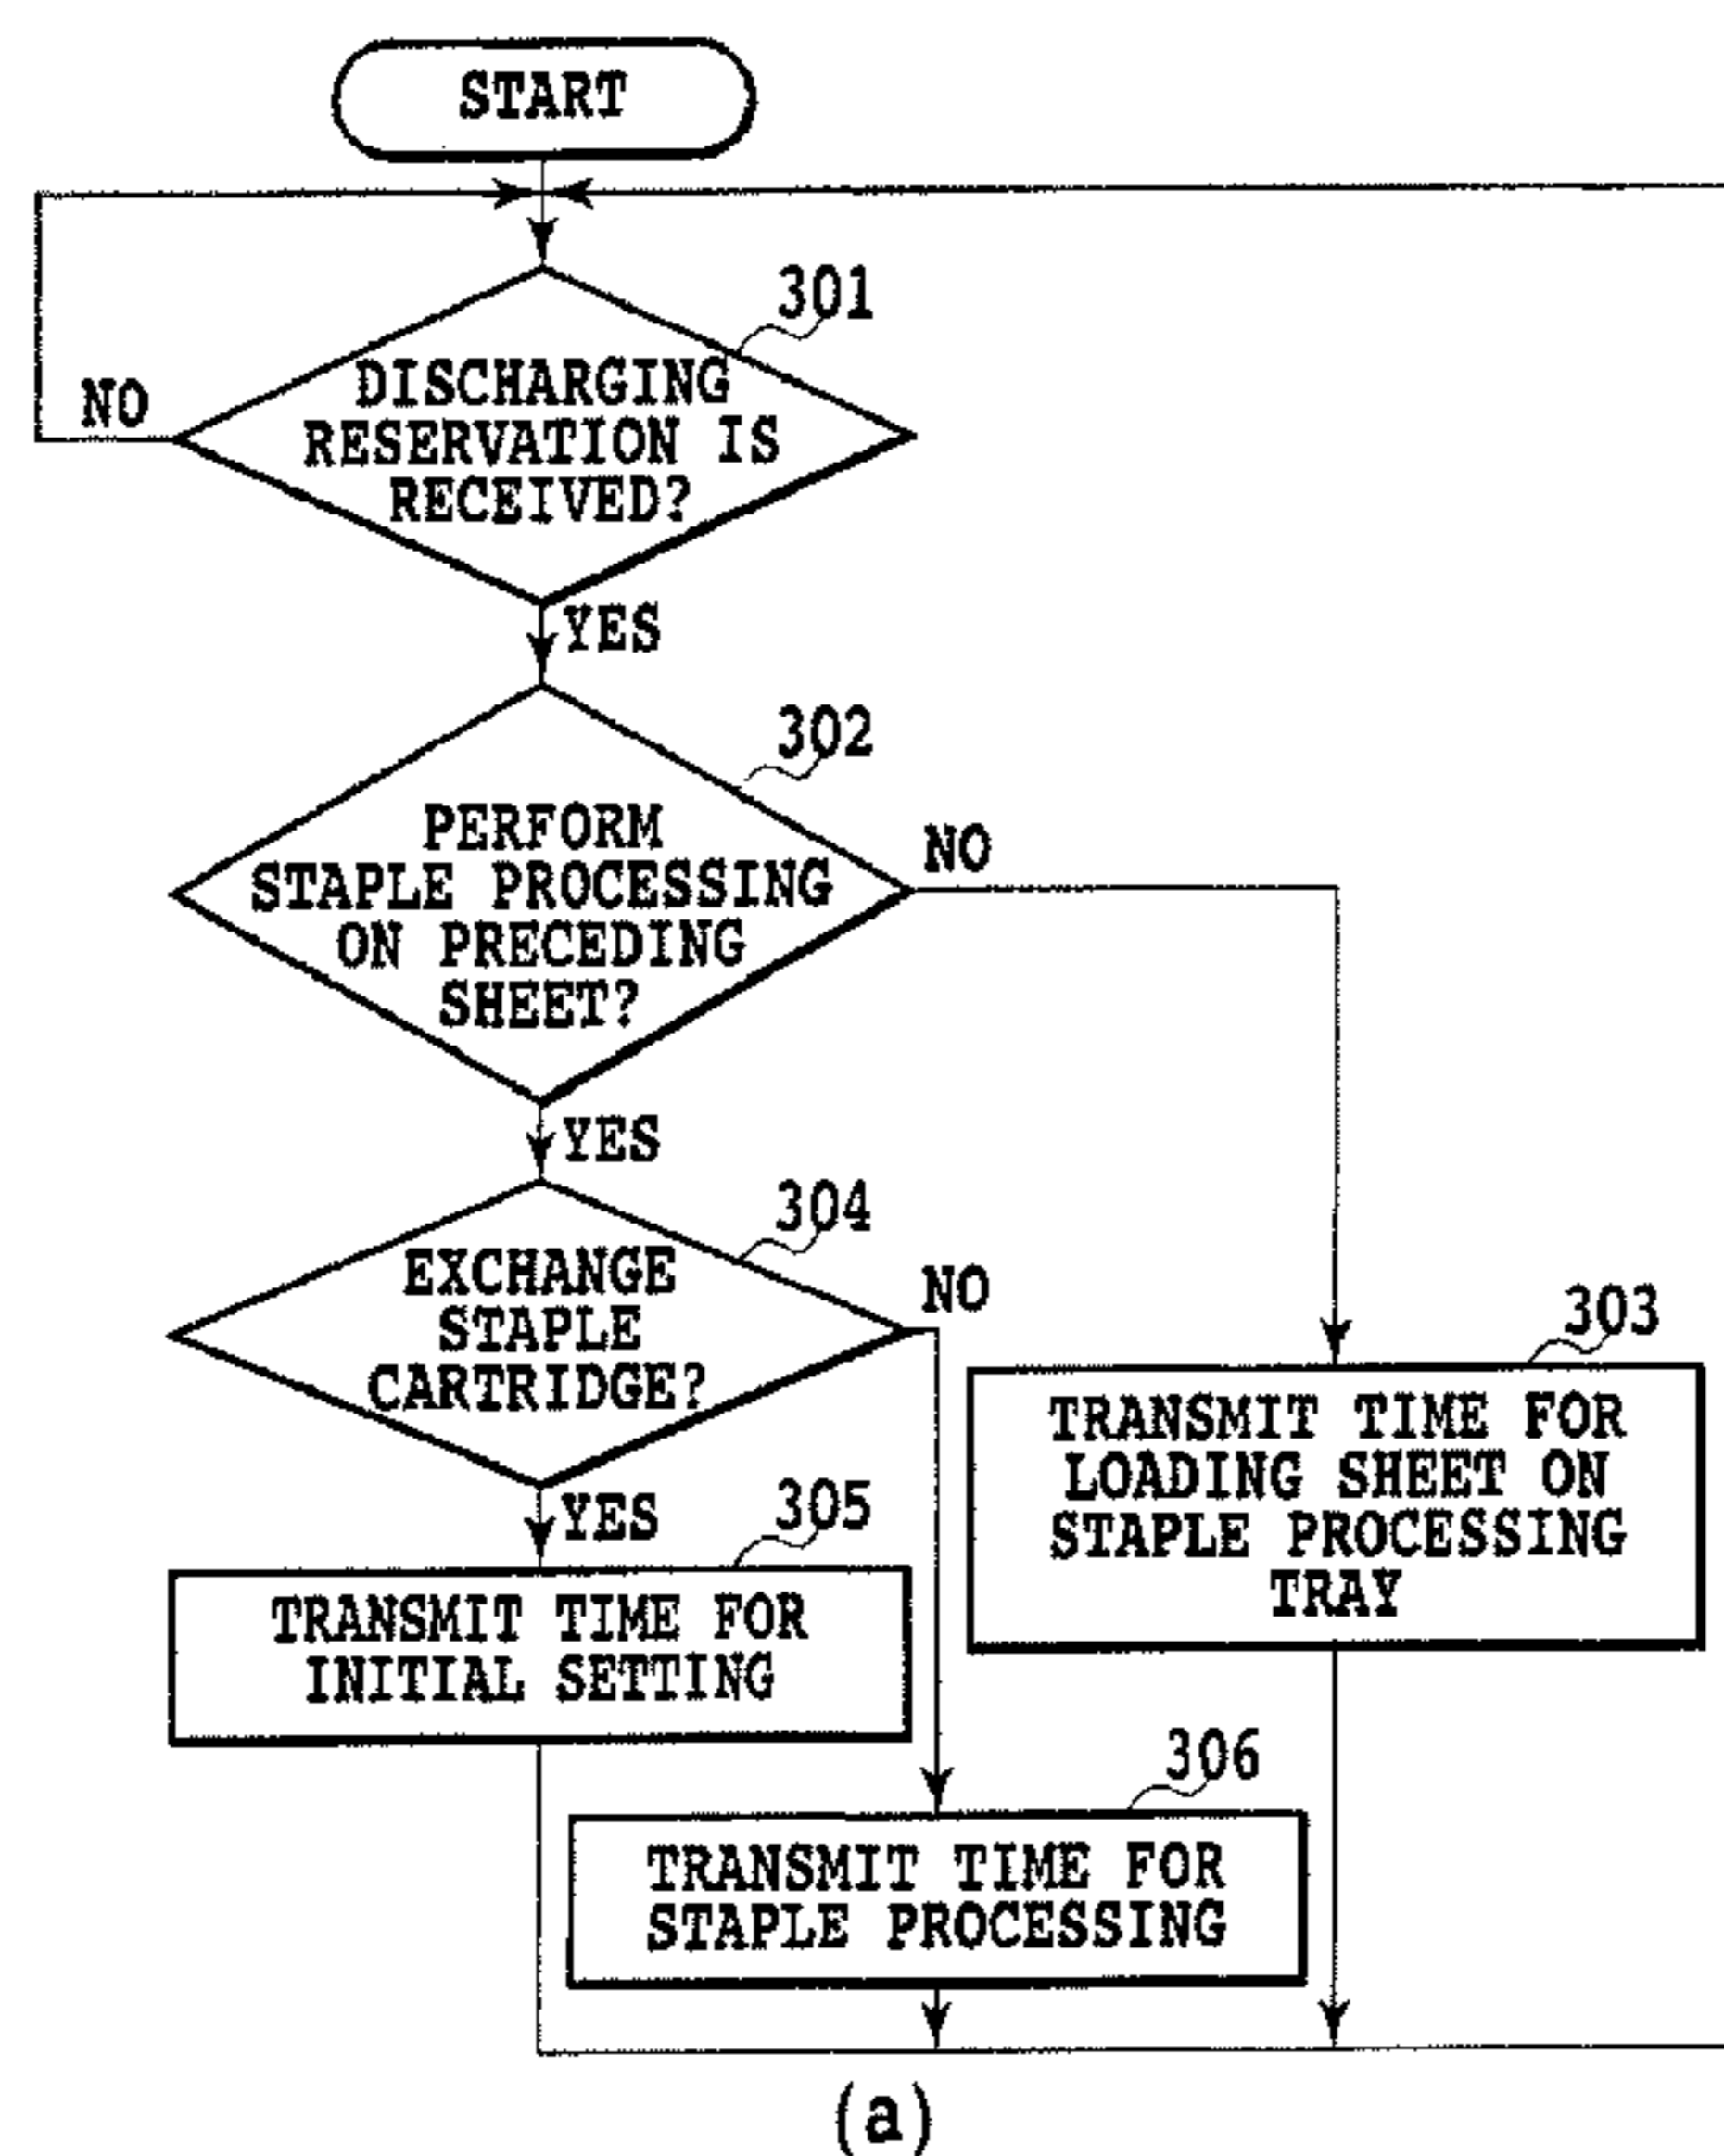 START
301
DISCHARGING
RESERVATION IS
RECEIVED?
NO
YES
302
PERFORM
STAPLE PROCESSING
ON PRECEDING
SHEET?
NO
YES
304
EXCHANGE
STAPLE
CARTRIDGE?
NO
YES
303
TRANSMIT TIME FOR
LOADING SHEET ON
STAPLE PROCESSING
TRAY
305
TRANSMIT TIME FOR
INITIAL SETTING
306
TRANSMIT TIME FOR
STAPLE PROCESSING
(a)